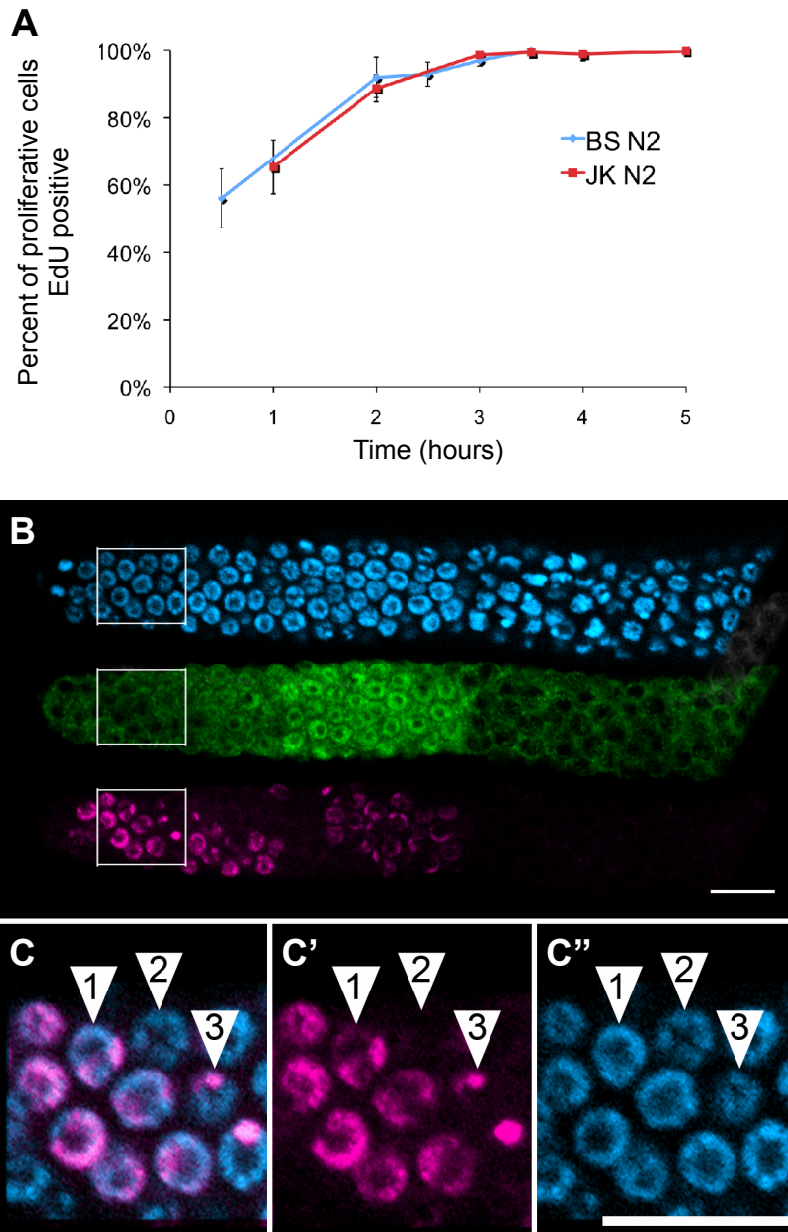 A
100%
80%
60%
40%
20%
0%
Percent of proliferative cells
EdU positive
BS N2
JK N2
0 1 2 3 4 5
Time (hours)
B
C
1
2
3
C'
1
2
3
C"
1
2
3